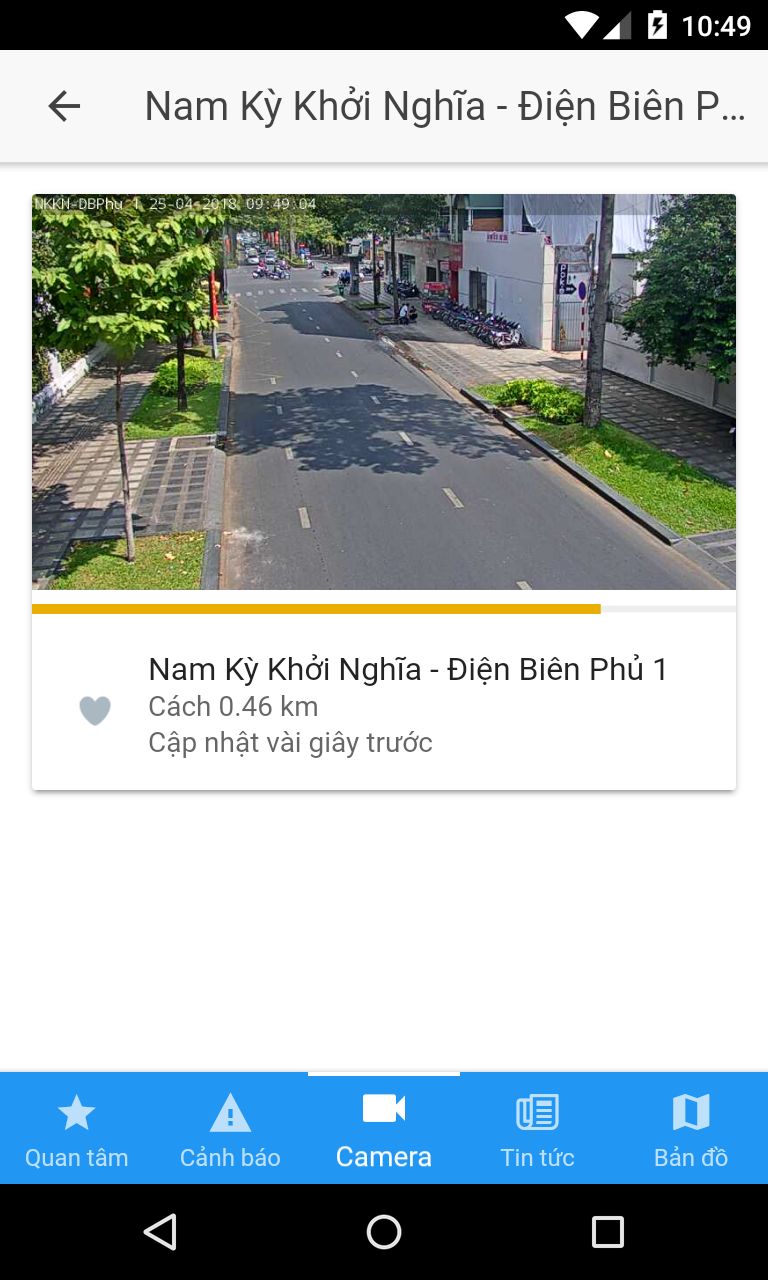 10:49
Nam Kỳ Khởi Nghĩa - Điện Biên P...
NKKN-DBPhu 1 25-04-2018 09:49:04
Nam Kỳ Khởi Nghĩa - Điện Biên Phủ 1
Cách 0.46 km
Cập nhật vài giây trước
Quan tâm
Cảnh báo
Camera
Tin tức
Bản đồ